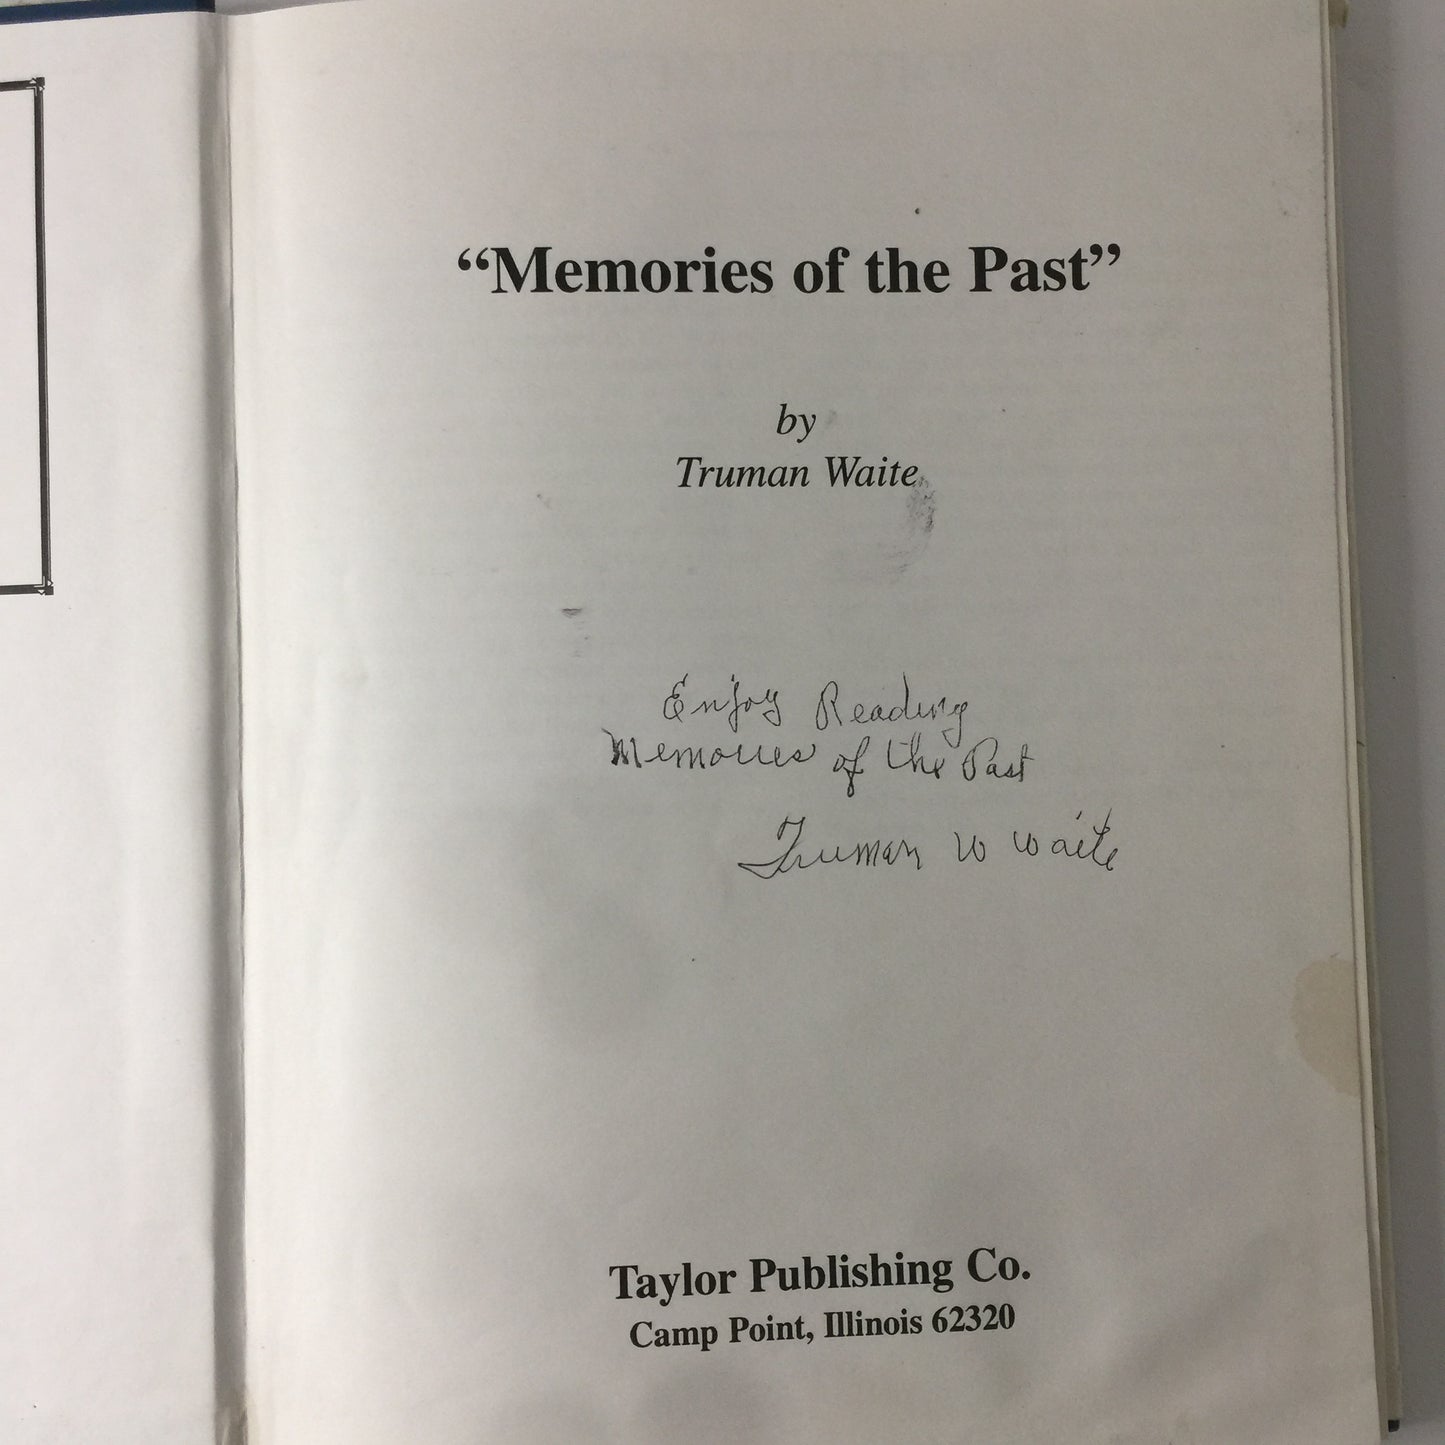 “Memories of the Past”
by
Truman Waite
Enjoy Reading
Memories of the Past
Truman W Waite
Taylor Publishing Co.
Camp Point, Illinois 62320